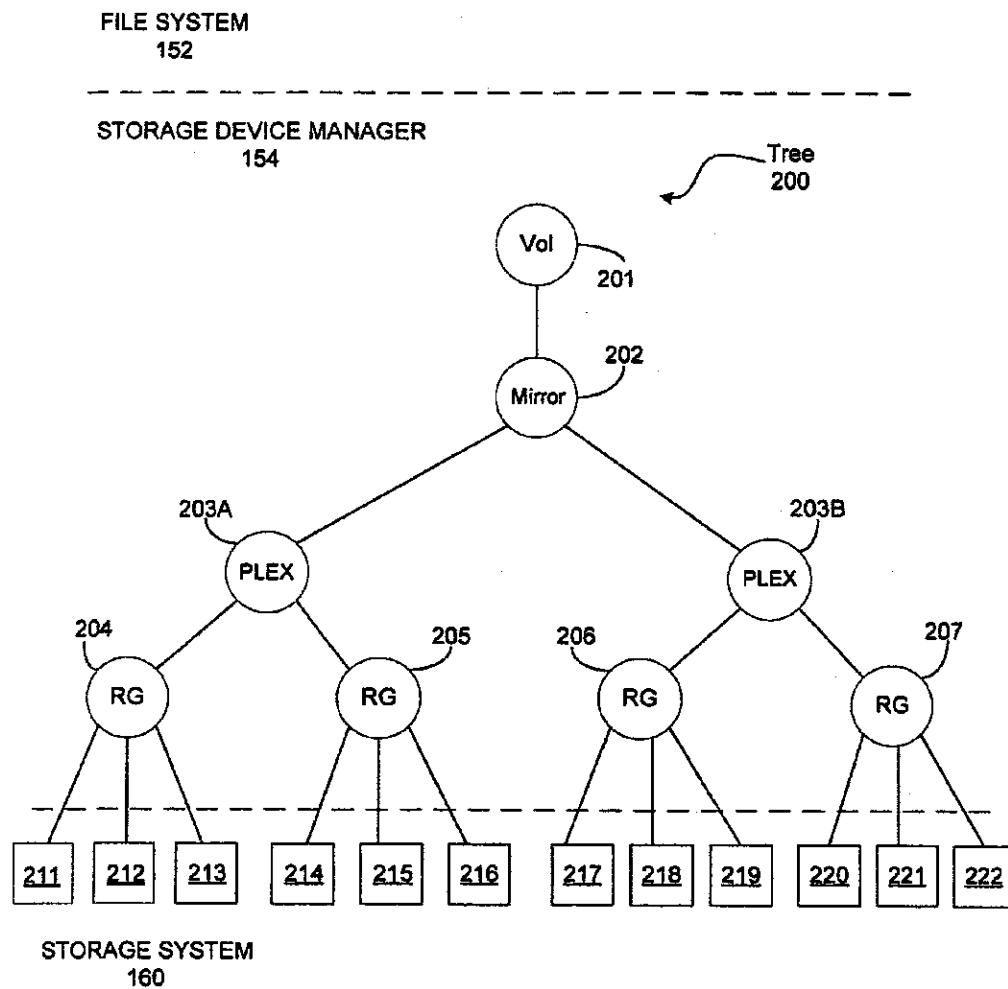 FILE SYSTEM
152
STORAGE DEVICE MANAGER
154
Tree
200
Vol
201
202
Mirror
203A
203B
PLEX
PLEX
204
205
206
207
RG
RG
RG
RG
211 212 213 214 215 216 217 218 219 220 221 222
STORAGE SYSTEM
160